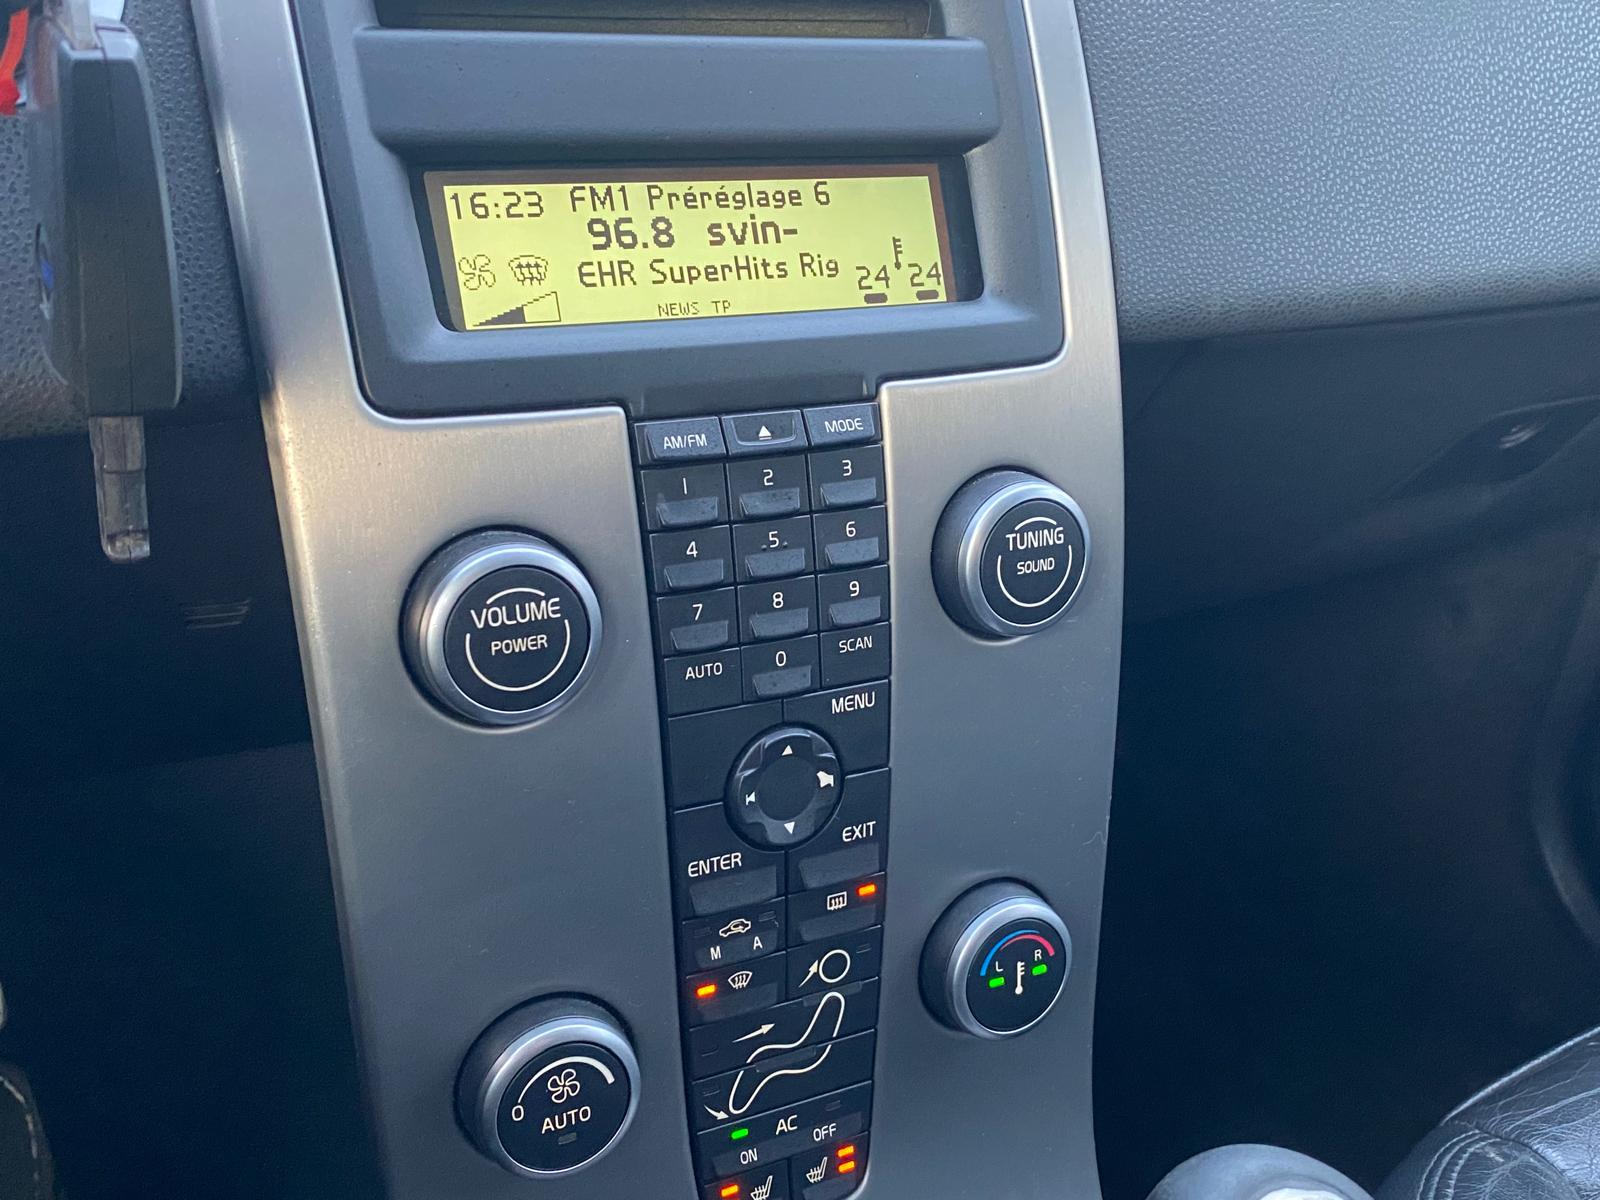 16:23 FM1 Préréglage 6
96.8 svin-
EHR SuperHits Rig
24 24
NEWS TP
AM/FM MODE
1 2 3
4 5 6
7 8 9
AUTO 0 SCAN
MENU
ENTER EXIT
M A
AC
ON OFF
VOLUME
POWER
TUNING
SOUND
0
AUTO
L R